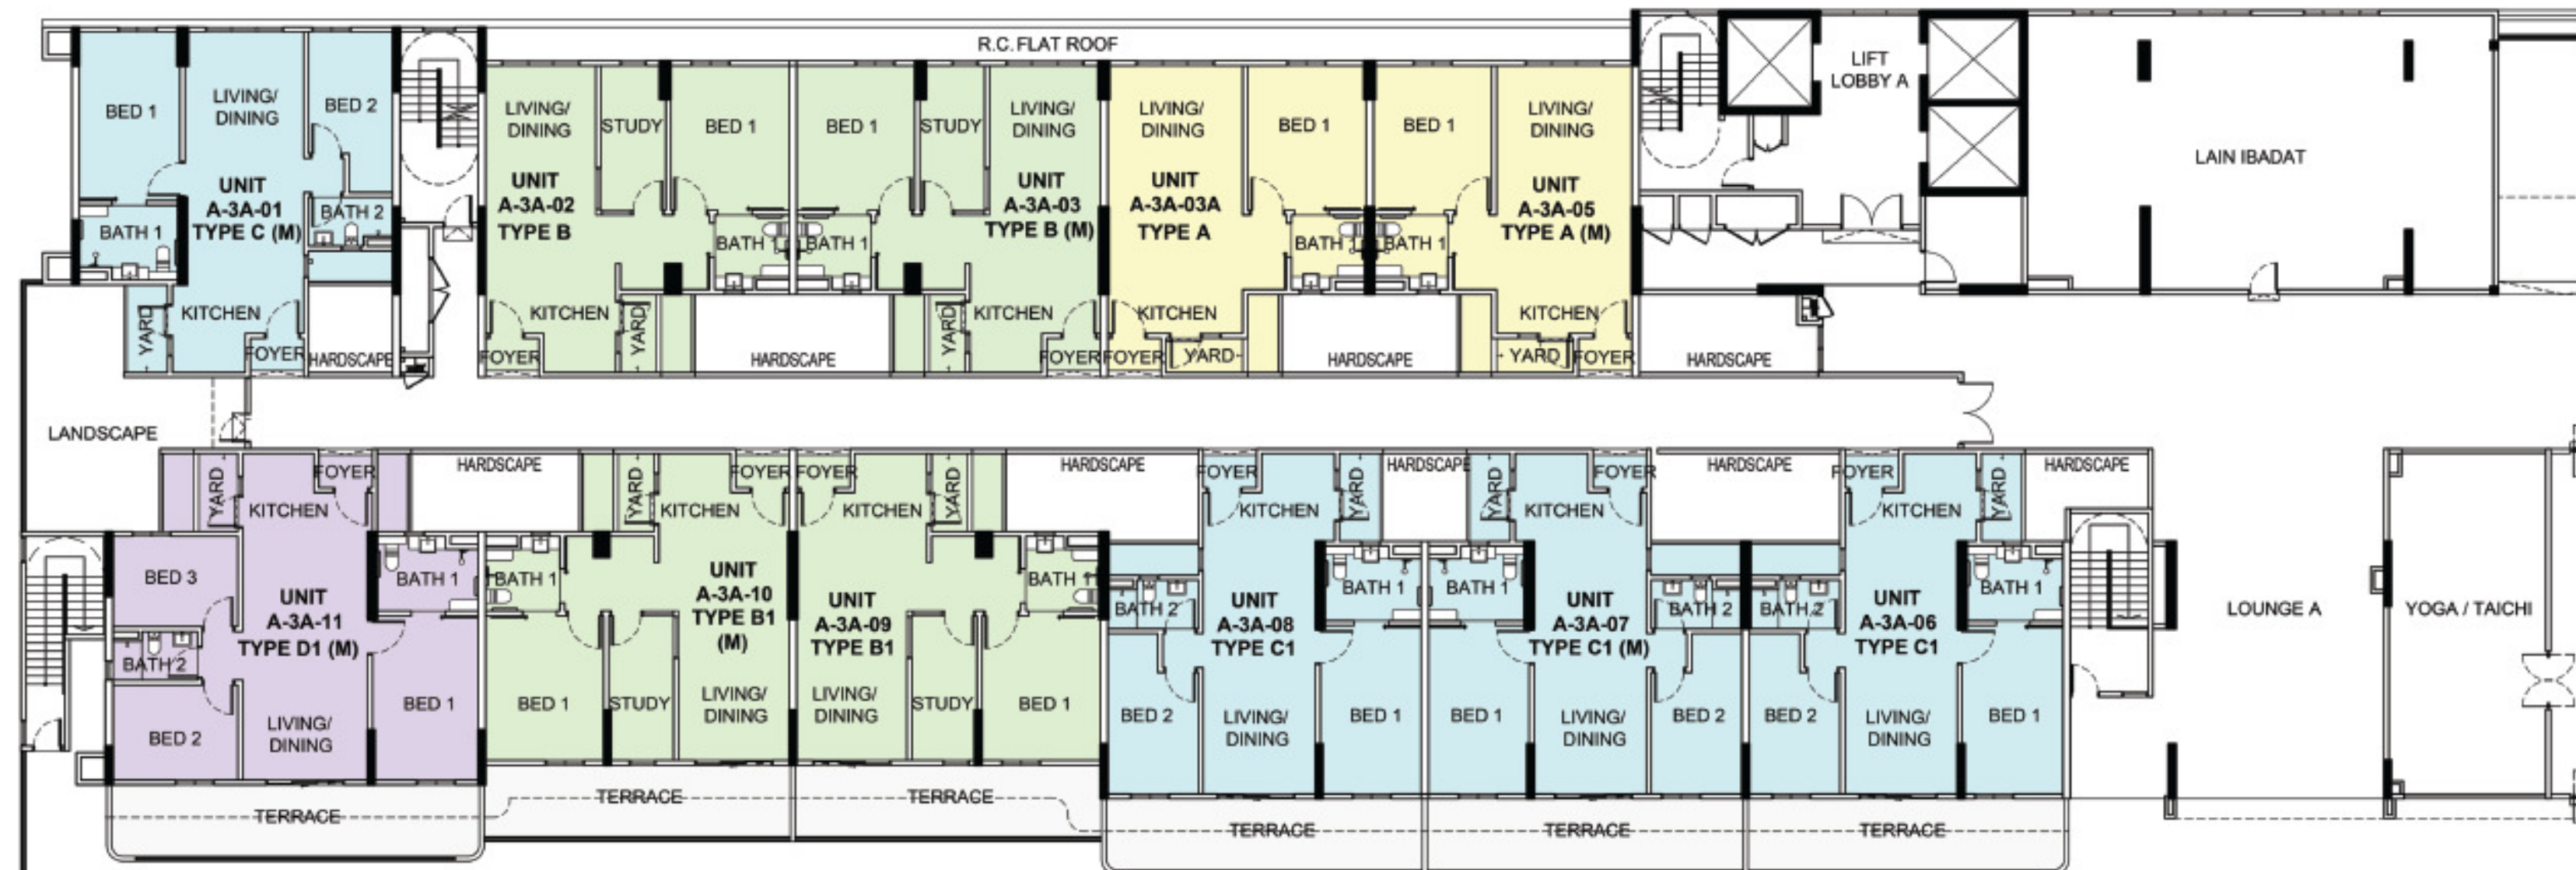 R.C. FLAT ROOF
BED 1
LIVING/
DINING
BED 2
UNIT
A-3A-01
TYPE C (M)
BATH 1
BATH 2
YARD
KITCHEN
FOYER
HARDSCAPE
LIVING/
DINING
STUDY
BED 1
UNIT
A-3A-02
TYPE B
BATH 1
KITCHEN
YARD
FOYER
HARDSCAPE
BED 1
STUDY
LIVING/
DINING
UNIT
A-3A-03
TYPE B (M)
BATH 1
YARD
KITCHEN
FOYER
LIVING/
DINING
BED 1
UNIT
A-3A-03A
TYPE A
BATH 1
KITCHEN
FOYER
YARD
HARDSCAPE
BED 1
LIVING/
DINING
UNIT
A-3A-05
TYPE A (M)
BATH 1
KITCHEN
YARD
FOYER
LIFT
LOBBY A
HARDSCAPE
LAIN IBADAT
LANDSCAPE
YARD
FOYER
KITCHEN
BED 3
BATH 1
UNIT
A-3A-11
TYPE D1 (M)
BATH 2
BED 2
LIVING/
DINING
BED 1
TERRACE
HARDSCAPE
YARD
FOYER
KITCHEN
BATH 1
UNIT
A-3A-10
TYPE B1
(M)
BED 1
STUDY
LIVING/
DINING
TERRACE
FOYER
YARD
KITCHEN
BATH 1
UNIT
A-3A-09
TYPE B1
LIVING/
DINING
STUDY
BED 1
TERRACE
HARDSCAPE
FOYER
YARD
KITCHEN
BATH 2
BATH 1
UNIT
A-3A-08
TYPE C1
BED 2
LIVING/
DINING
BED 1
TERRACE
HARDSCAPE
YARD
FOYER
KITCHEN
BATH 1
BATH 2
UNIT
A-3A-07
TYPE C1 (M)
BED 1
LIVING/
DINING
BED 2
TERRACE
HARDSCAPE
FOYER
YARD
KITCHEN
BATH 2
BATH 1
UNIT
A-3A-06
TYPE C1
BED 2
LIVING/
DINING
BED 1
TERRACE
HARDSCAPE
LOUNGE A
YOGA / TAICHI